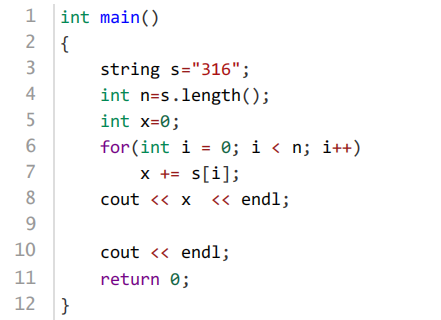 1 int main()
2 {
3 string s="316";
4 int n=s.length();
5 int x=0;
6 for(int i = 0; i < n; i++)
7 x += s[i];
8 cout << x  << endl;
9
10 cout << endl;
11 return 0;
12 }